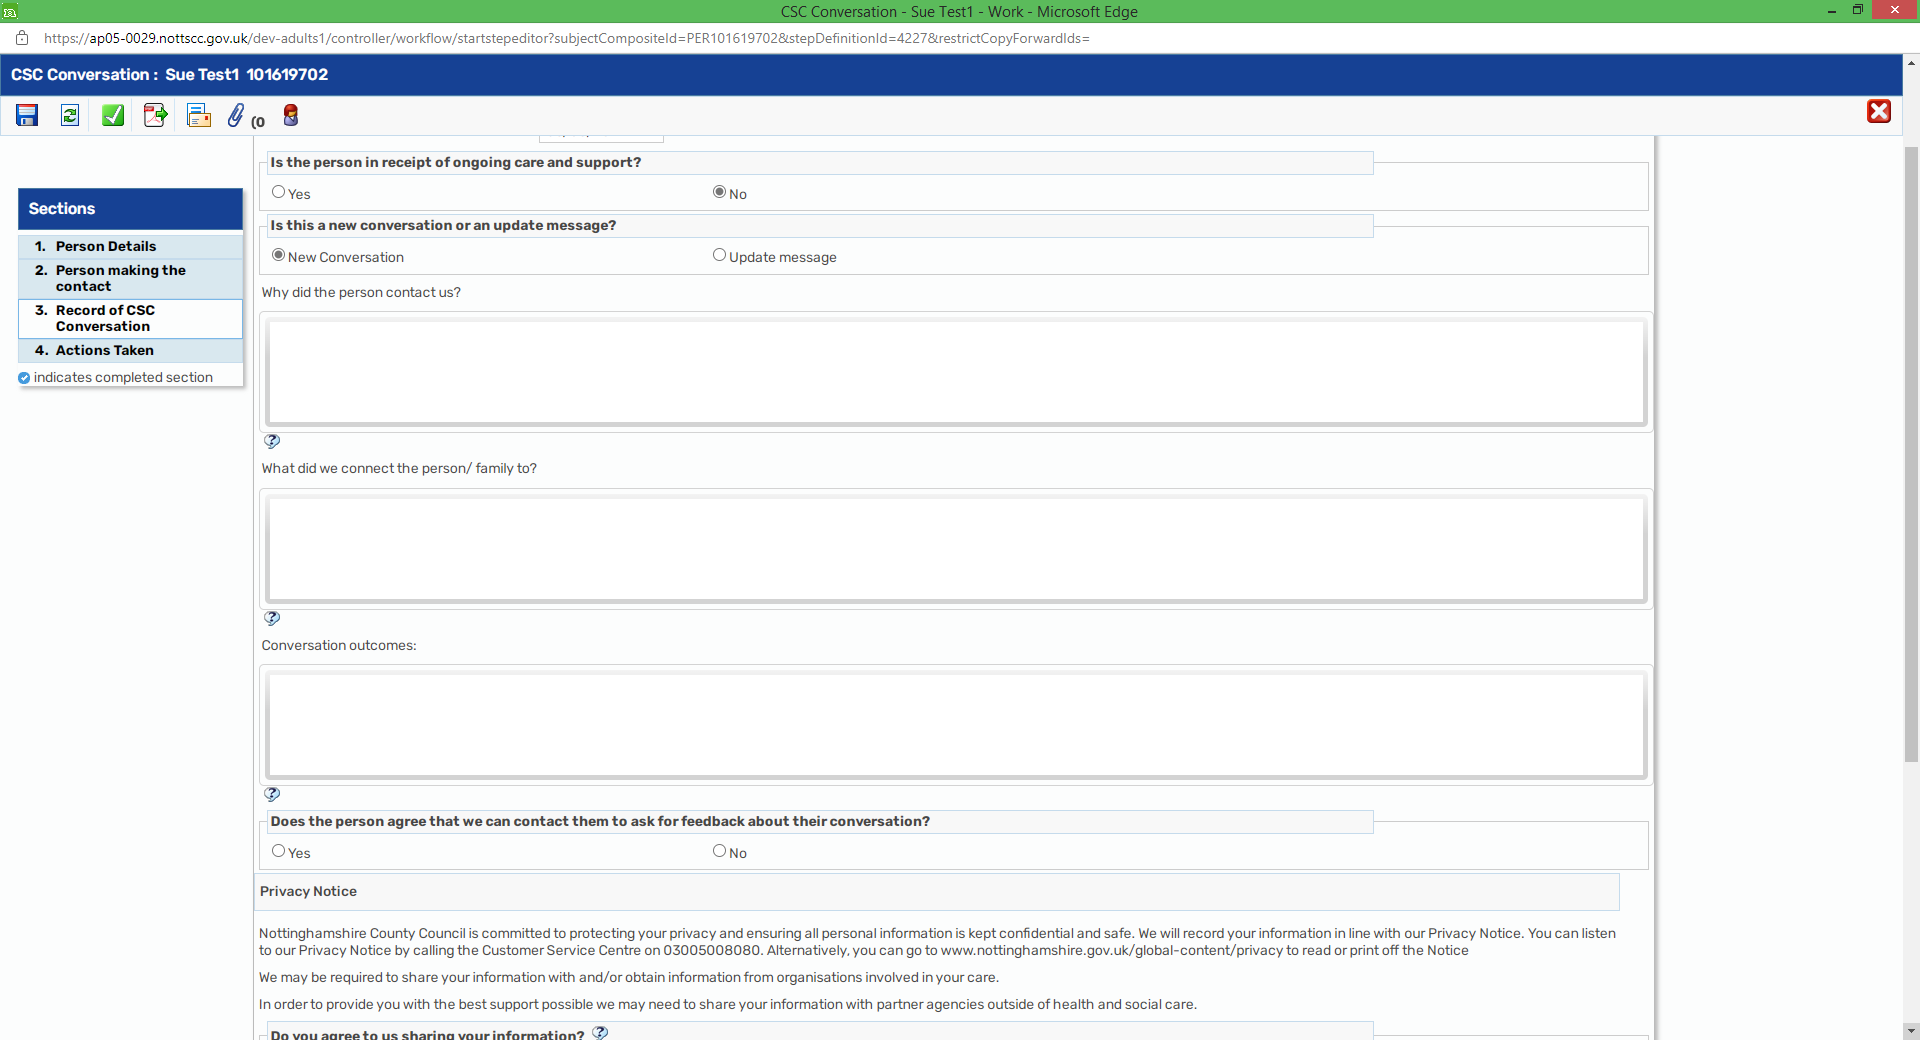 CSC Conversation - Sue Test1 - Work - Microsoft Edge
https://ap05-0029.nottscc.gov.uk/dev-adults1/controller/workflow/startstepeditor?subjectCompositeId=PER101619702&stepDefinitionId=4227&restrictCopyForwardIds=
CSC Conversation : Sue Test1 101619702
(0
Sections
1. Person Details
2. Person making the
contact
3. Record of CSC
Conversation
4. Actions Taken
indicates completed section
Is the person in receipt of ongoing care and support?
Yes No
Is this a new conversation or an update message?
New Conversation Update message
Why did the person contact us?
What did we connect the person/ family to?
Conversation outcomes:
Does the person agree that we can contact them to ask for feedback about their conversation?
Yes No
Privacy Notice
Nottinghamshire County Council is committed to protecting your privacy and ensuring all personal information is kept confidential and safe. We will record your information in line with our Privacy Notice. You can listen
to our Privacy Notice by calling the Customer Service Centre on 03005008080. Alternatively, you can go to www.nottinghamshire.gov.uk/global-content/privacy to read or print off the Notice
We may be required to share your information with and/or obtain information from organisations involved in your care.
In order to provide you with the best support possible we may need to share your information with partner agencies outside of health and social care.
Do you agree to us sharing your information?